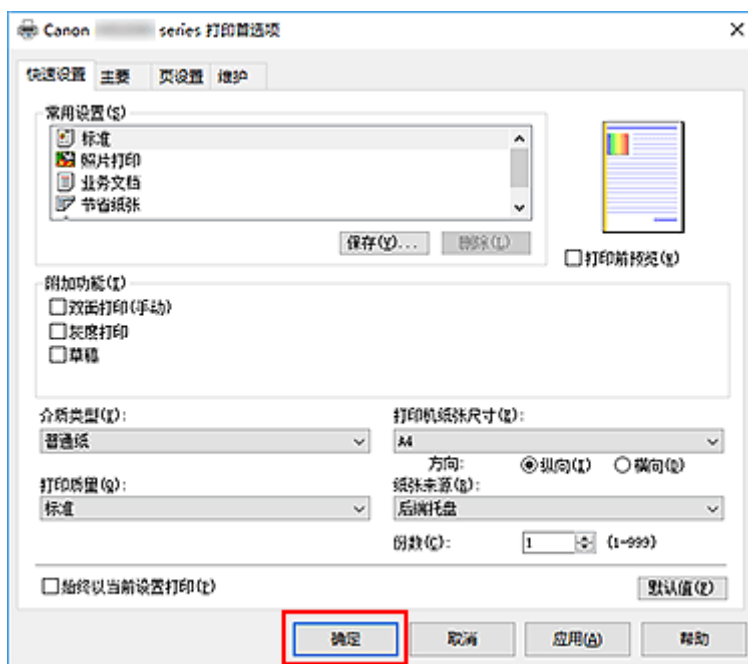 Canon series 打印首选项
快速设置 主要 页设置 维护
常用设置(S)
标准
照片打印
业务文档
节省纸张
保存(V)... 删除(L)
打印前预览(W)
附加功能(I)
双面打印(手动)
灰度打印
草稿
介质类型(X): 打印机纸张尺寸(E):
普通纸 A4
方向: 纵向(I) 横向(D)
打印质量(Q): 纸张来源(B):
标准 后端托盘
份数(C): 1 (1-999)
始终以当前设置打印(P) 默认值(F)
确定 取消 应用(A) 帮助